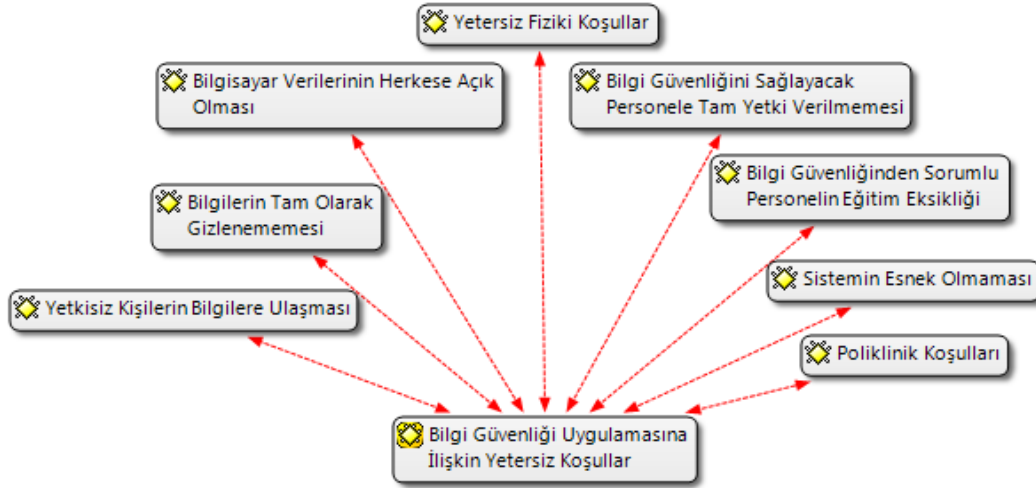 Yetersiz Fiziki Koşullar
Bilgisayar Verilerinin Herkese Açık
Olması
Bilgi Güvenliğini Sağlayacak
Personele Tam Yetki Verilmemesi
Bilgi Güvenliğinden Sorumlu
Personelin Eğitim Eksikliği
Bilgilerin Tam Olarak
Gizlenememesi
Sistemin Esnek Olmaması
Yetkisiz Kişilerin Bilgilere Ulaşması
Poliklinik Koşulları
Bilgi Güvenliği Uygulamasına
İlişkin Yetersiz Koşullar